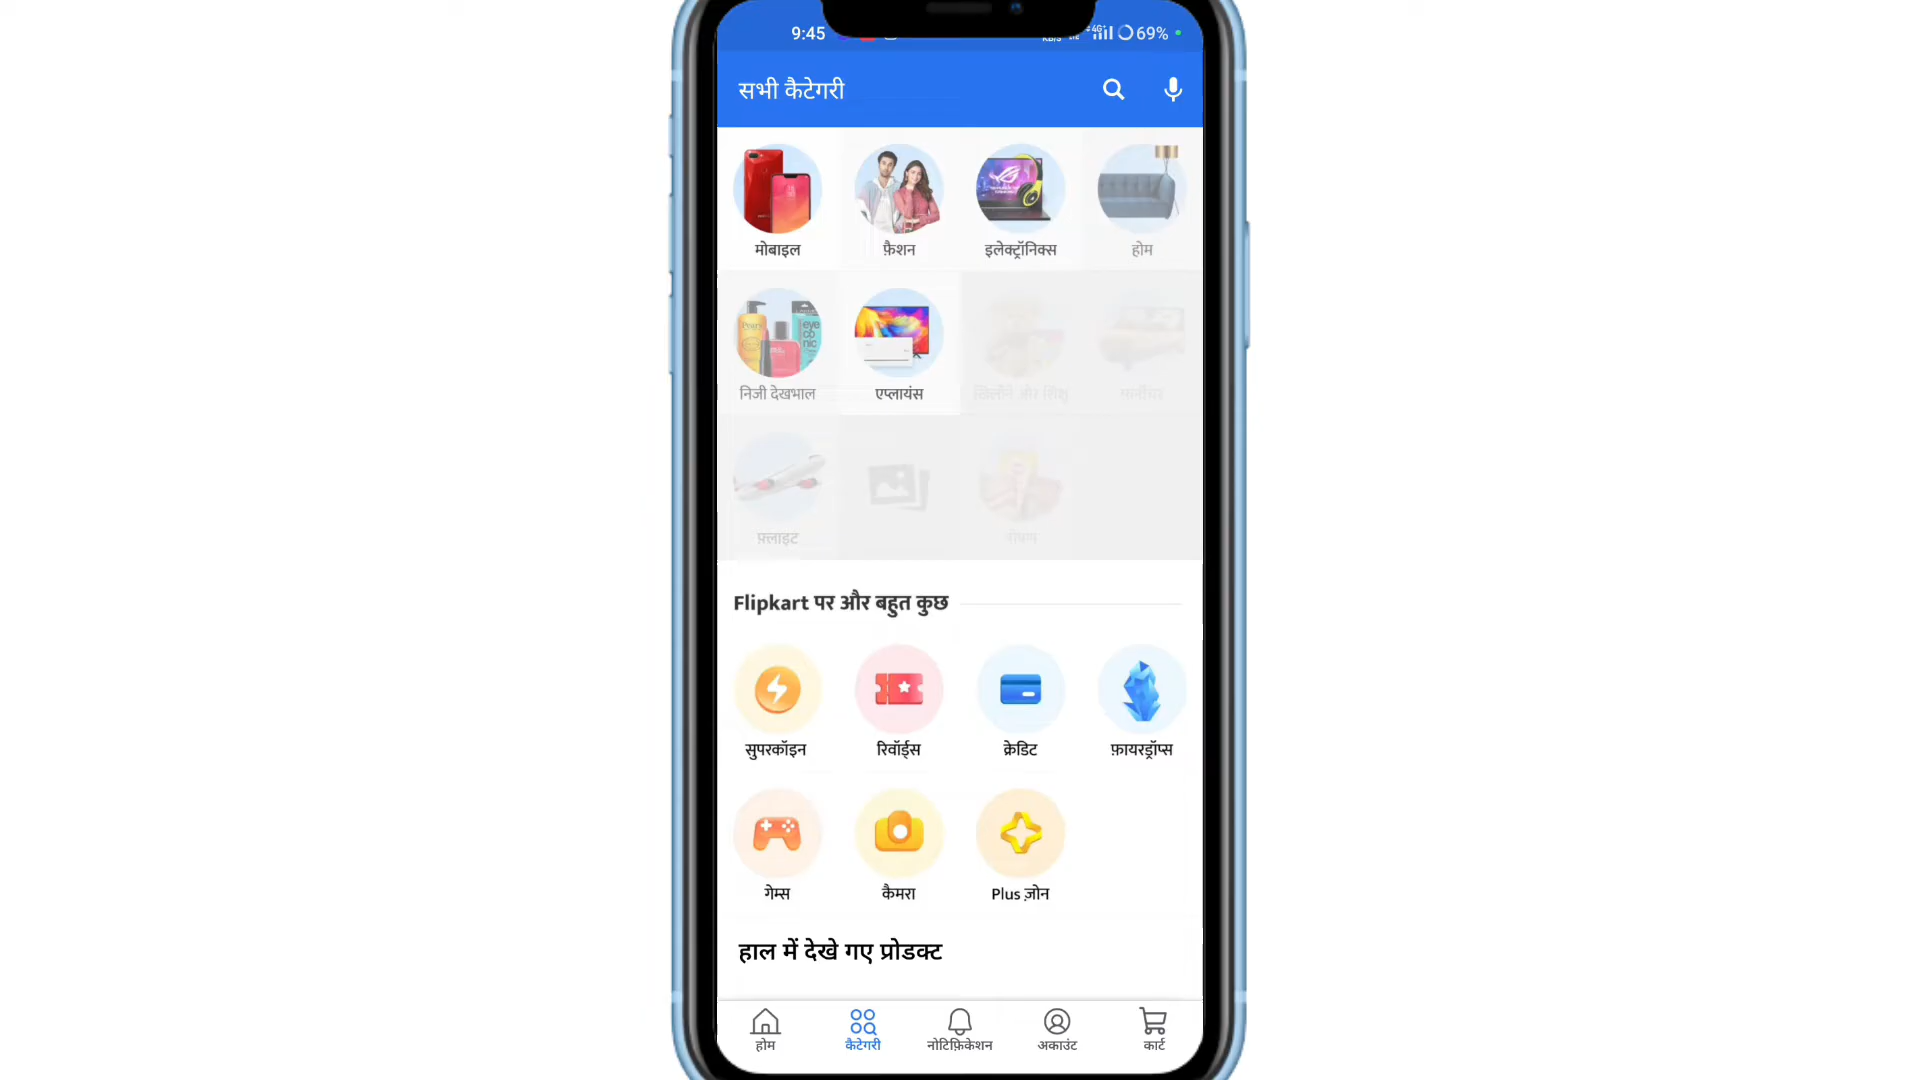 9:45
69%
सभी कैटेगरी
मोबाइल
फ़ैशन
इलेक्ट्रॉनिक्स
होम
निजी देखभाल
एप्लायंस
फ़्लाइट
Flipkart पर और बहुत कुछ
सुपरकॉइन
रिवॉर्ड्स
क्रेडिट
फ़ायरड्रॉप्स
गेम्स
कैमरा
Plus ज़ोन
हाल में देखे गए प्रोडक्ट
होम
कैटेगरी
नोटिफ़िकेशन
अकाउंट
कार्ट